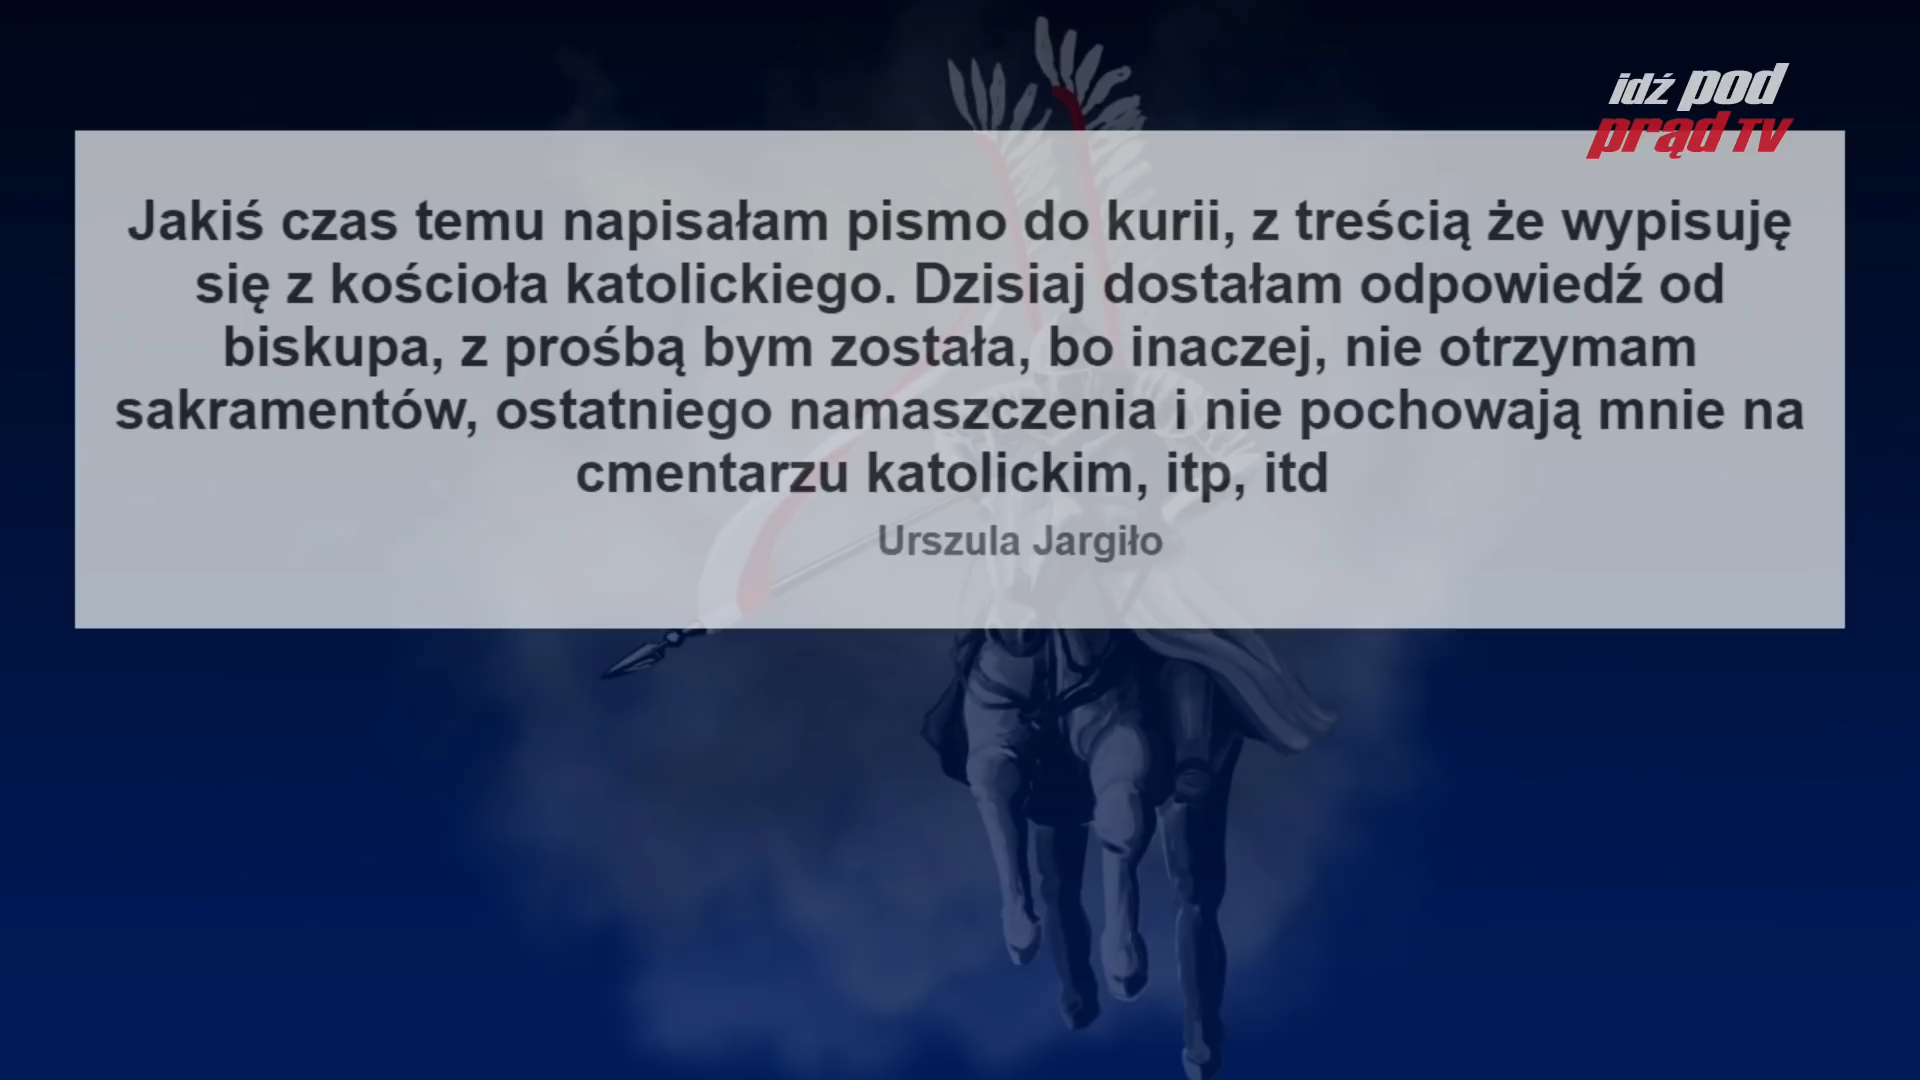 idź pod
prąd TV
Jakiś czas temu napisałam pismo do kurii, z treścią że wypisuję
się z kościoła katolickiego. Dzisiaj dostałam odpowiedź od
biskupa, z prośbą bym została, bo inaczej, nie otrzymam
sakramentów, ostatniego namaszczenia i nie pochowają mnie na
cmentarzu katolickim, itp, itd
Urszula Jargiło